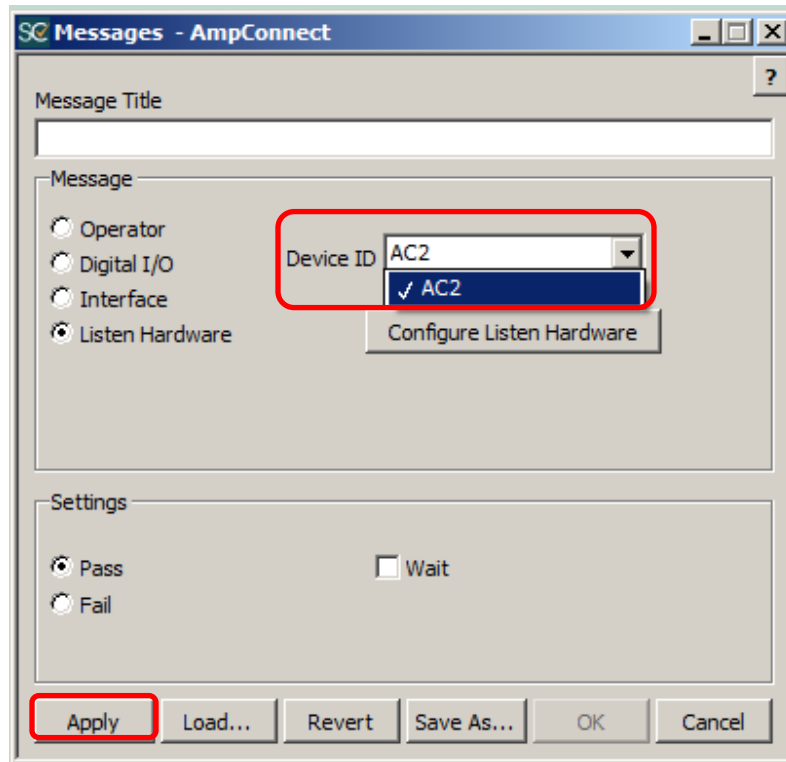 SC Messages - AmpConnect
?
Message Title
Message
Operator
Digital I/O
Interface
Listen Hardware
Device ID AC2
✓ AC2
Configure Listen Hardware
Settings
Pass
Wait
Fail
Apply Load... Revert Save As... OK Cancel